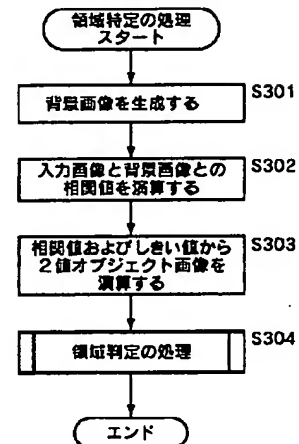 領域特定の処理
スタート
S301
背景画像を生成する
S302
入力画像と背景画像との
相関値を演算する
S303
相関値およびしきい値から
2値オブジェクト画像を
演算する
S304
領域判定の処理
エンド